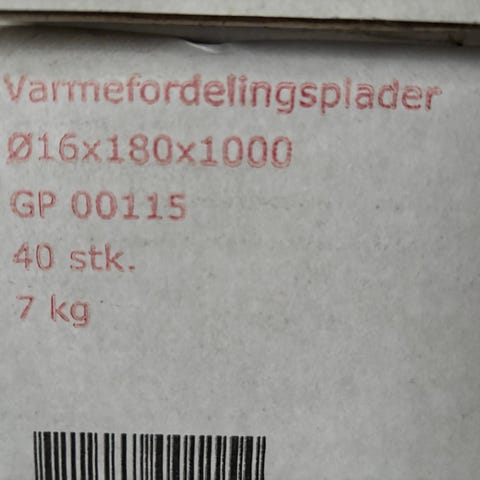 Varmefordelingsplader
Ø16x180x1000
GP 00115
40 stk.
7 kg